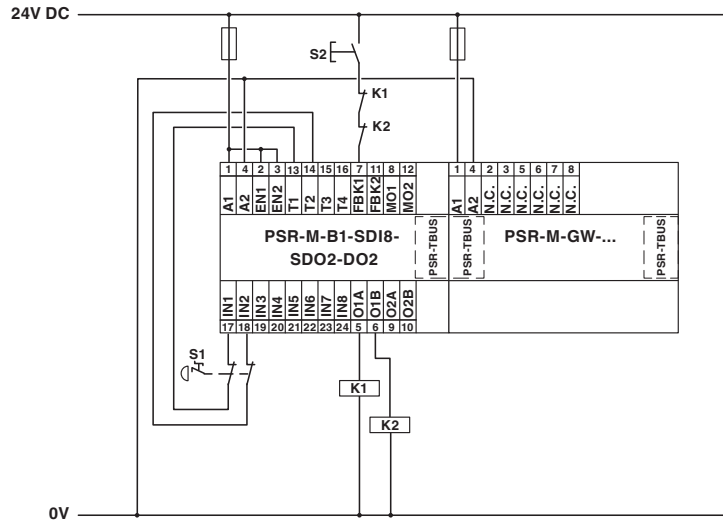 24V DC
S2
K1
K2
1 4 2 3 13 14 15 16 7 11 8 12
A1 A2 EN1 EN2 T1 T2 T3 T4 FBK1 FBK2 MO1 MO2
1 4 2 3 5 6 7 8
A1 A2 N.C. N.C. N.C. N.C. N.C. N.C.
PSR-M-B1-SDI8-
SDO2-DO2
PSR-TBUS
PSR-TBUS
PSR-M-GW-...
PSR-TBUS
IN1 IN2 IN3 IN4 IN5 IN6 IN7 IN8 O1A O1B O2A O2B
17 18 19 20 21 22 23 24 5 6 9 10
S1
K1
K2
0V